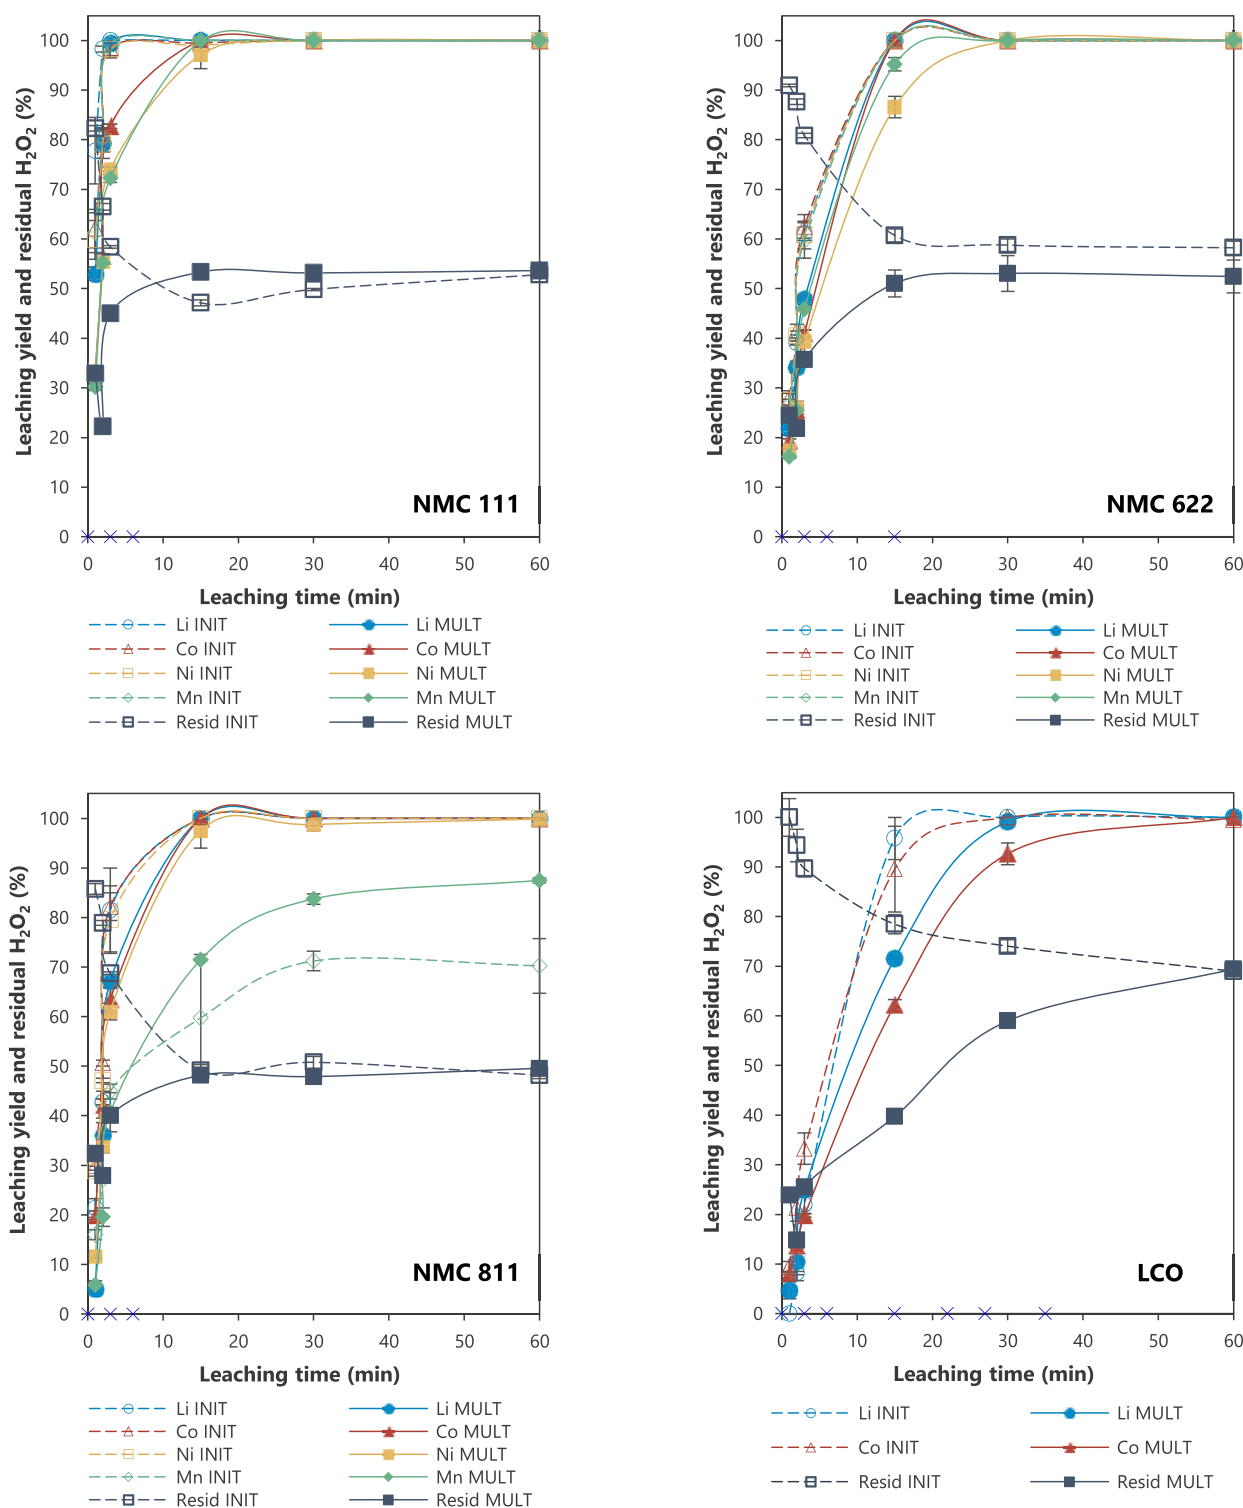 Leaching yield and residual H₂O₂ (%)
100
90
80
70
60
50
40
30
20
10
0
NMC 111
0 10 20 30 40 50 60
Leaching time (min)
Li INIT Li MULT
Co INIT Co MULT
Ni INIT Ni MULT
Mn INIT Mn MULT
Resid INIT Resid MULT
Leaching yield and residual H₂O₂ (%)
100
90
80
70
60
50
40
30
20
10
0
NMC 622
0 10 20 30 40 50 60
Leaching time (min)
Li INIT Li MULT
Co INIT Co MULT
Ni INIT Ni MULT
Mn INIT Mn MULT
Resid INIT Resid MULT
Leaching yield and residual H₂O₂ (%)
100
90
80
70
60
50
40
30
20
10
0
NMC 811
0 10 20 30 40 50 60
Leaching time (min)
Li INIT Li MULT
Co INIT Co MULT
Ni INIT Ni MULT
Mn INIT Mn MULT
Resid INIT Resid MULT
Leaching yield and residual H₂O₂ (%)
100
90
80
70
60
50
40
30
20
10
0
LCO
0 10 20 30 40 50 60
Leaching time (min)
Li INIT Li MULT
Co INIT Co MULT
Resid INIT Resid MULT